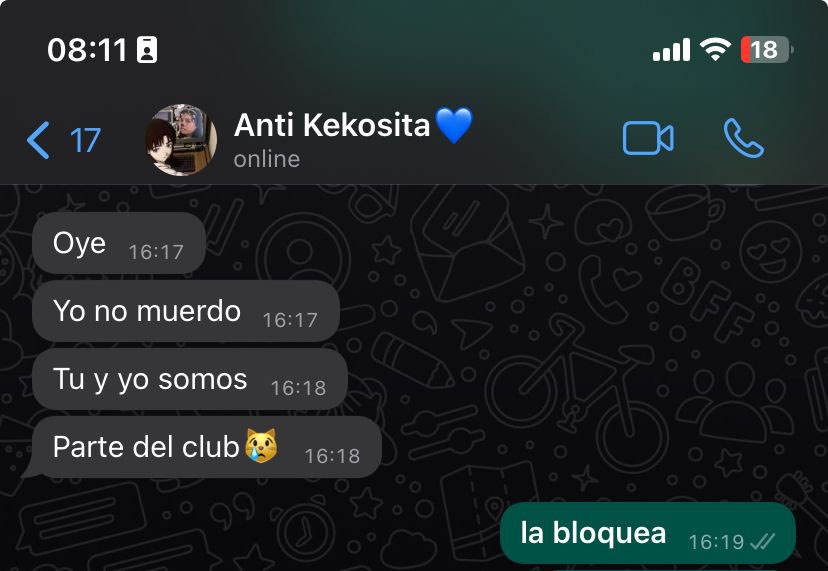 08:11
18
17
Anti Kekosita💙
online
Oye 16:17
Yo no muerdo 16:17
Tu y yo somos 16:18
Parte del club😿 16:18
la bloquea 16:19
BFF